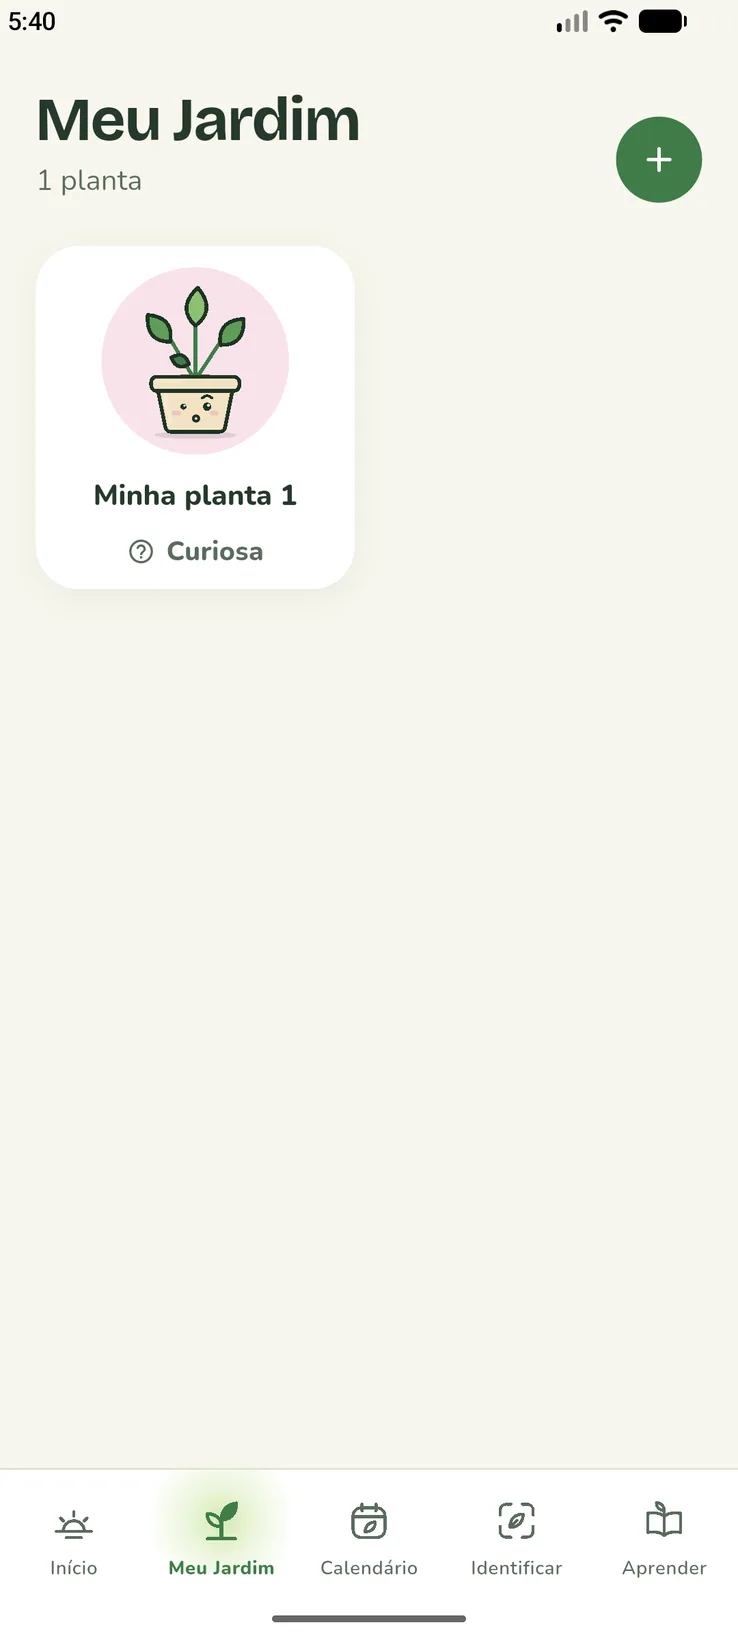 5:40
Meu Jardim
1 planta
Minha planta 1
Curiosa
Início
Meu Jardim
Calendário
Identificar
Aprender